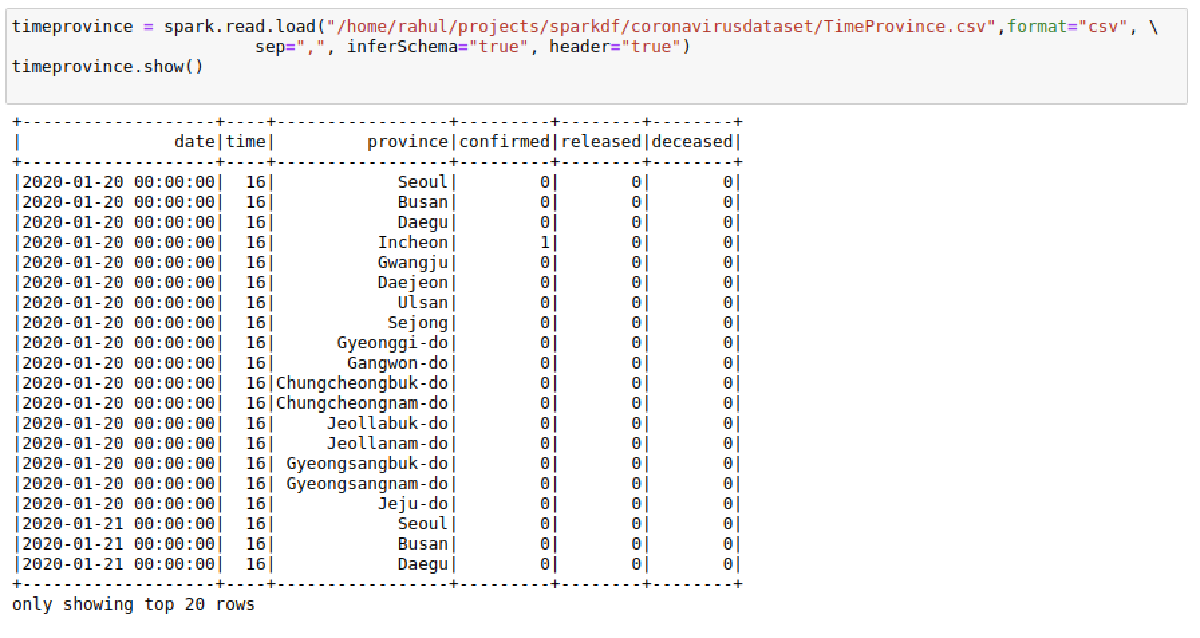 timeprovince = spark.read.load("/home/rahul/projects/sparkdf/coronavirusdataset/TimeProvince.csv",format="csv", \
                        sep=",", inferSchema="true", header="true")
timeprovince.show()
+-------------------+----+-----------------+---------+--------+--------+
|               date|time|         province|confirmed|released|deceased|
+-------------------+----+-----------------+---------+--------+--------+
|2020-01-20 00:00:00|  16|            Seoul|        0|       0|       0|
|2020-01-20 00:00:00|  16|            Busan|        0|       0|       0|
|2020-01-20 00:00:00|  16|            Daegu|        0|       0|       0|
|2020-01-20 00:00:00|  16|          Incheon|        1|       0|       0|
|2020-01-20 00:00:00|  16|          Gwangju|        0|       0|       0|
|2020-01-20 00:00:00|  16|          Daejeon|        0|       0|       0|
|2020-01-20 00:00:00|  16|            Ulsan|        0|       0|       0|
|2020-01-20 00:00:00|  16|           Sejong|        0|       0|       0|
|2020-01-20 00:00:00|  16|      Gyeonggi-do|        0|       0|       0|
|2020-01-20 00:00:00|  16|       Gangwon-do|        0|       0|       0|
|2020-01-20 00:00:00|  16|Chungcheongbuk-do|        0|       0|       0|
|2020-01-20 00:00:00|  16|Chungcheongnam-do|        0|       0|       0|
|2020-01-20 00:00:00|  16|     Jeollabuk-do|        0|       0|       0|
|2020-01-20 00:00:00|  16|     Jeollanam-do|        0|       0|       0|
|2020-01-20 00:00:00|  16| Gyeongsangbuk-do|        0|       0|       0|
|2020-01-20 00:00:00|  16| Gyeongsangnam-do|        0|       0|       0|
|2020-01-20 00:00:00|  16|          Jeju-do|        0|       0|       0|
|2020-01-21 00:00:00|  16|            Seoul|        0|       0|       0|
|2020-01-21 00:00:00|  16|            Busan|        0|       0|       0|
|2020-01-21 00:00:00|  16|            Daegu|        0|       0|       0|
+-------------------+----+-----------------+---------+--------+--------+
only showing top 20 rows